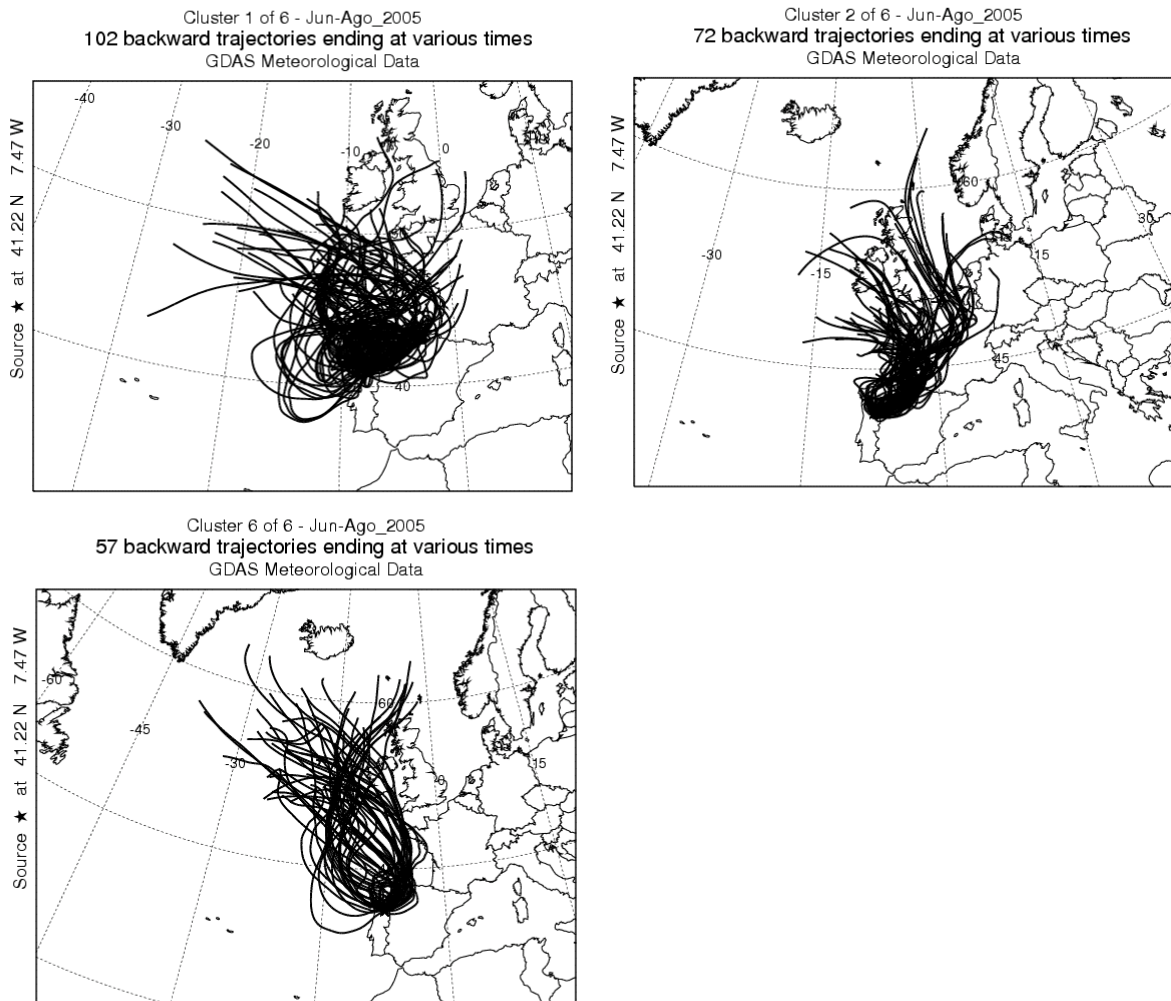 Cluster 1 of 6 - Jun-Ago_2005
102 backward trajectories ending at various times
GDAS Meteorological Data
Source ★ at 41.22 N 7.47 W
-40
-30
-20
-10
0
40
Cluster 2 of 6 - Jun-Ago_2005
72 backward trajectories ending at various times
GDAS Meteorological Data
Source ★ at 41.22 N 7.47 W
60
30
-30
-15
15
45
Cluster 6 of 6 - Jun-Ago_2005
57 backward trajectories ending at various times
GDAS Meteorological Data
Source ★ at 41.22 N 7.47 W
-60
60
-45
-30
15
0